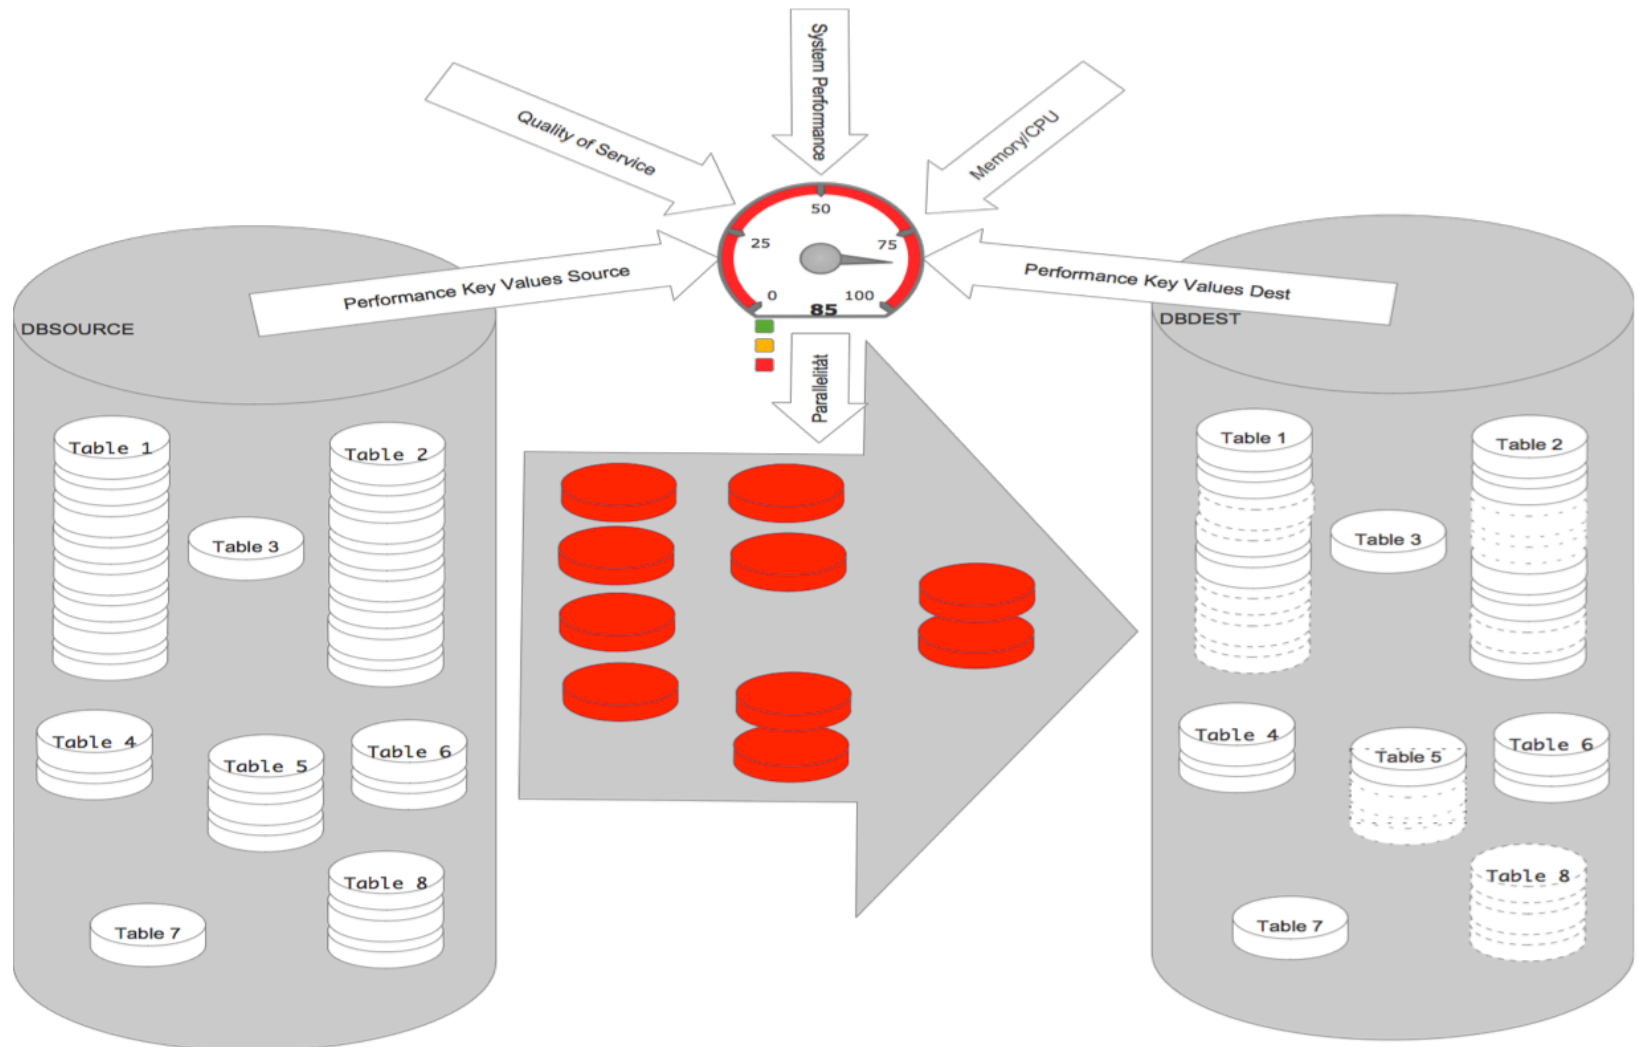 System Performance
Quality of Service
Memory/CPU
50
25
75
0
100
85
Performance Key Values Source
Performance Key Values Dest
DBSOURCE
DBDEST
Parallelität
Table 1
Table 2
Table 3
Table 4
Table 5
Table 6
Table 7
Table 8
Table 1
Table 2
Table 3
Table 4
Table 5
Table 6
Table 7
Table 8